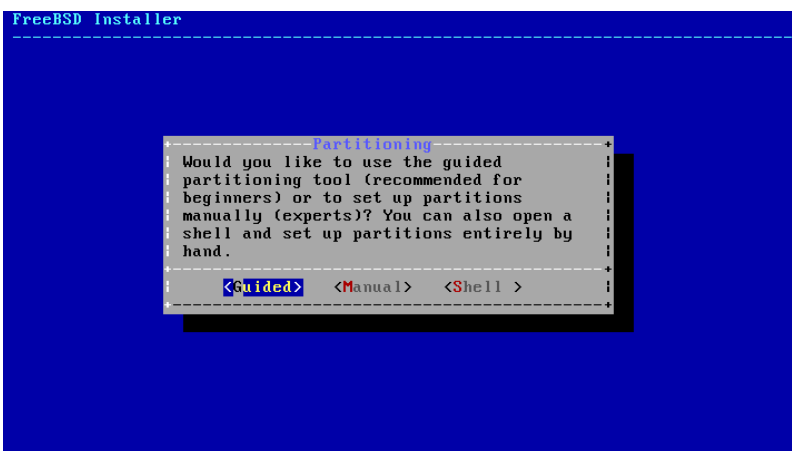 FreeBSD Installer
Partitioning
Would you like to use the guided
partitioning tool (recommended for
beginners) or to set up partitions
manually (experts)? You can also open a
shell and set up partitions entirely by
hand.
<Guided> <Manual> <Shell >